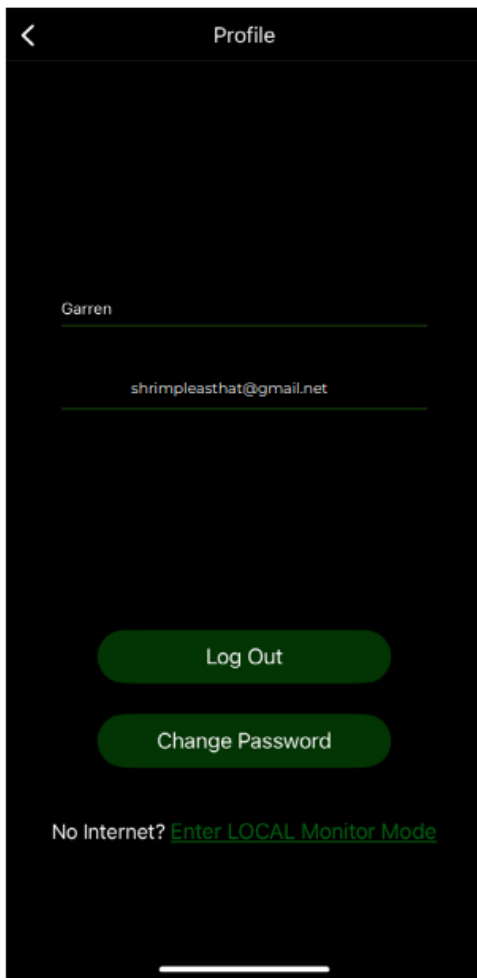 Profile
Garren
shrimpleasthat@gmail.net
Log Out
Change Password
No Internet? Enter LOCAL Monitor Mode